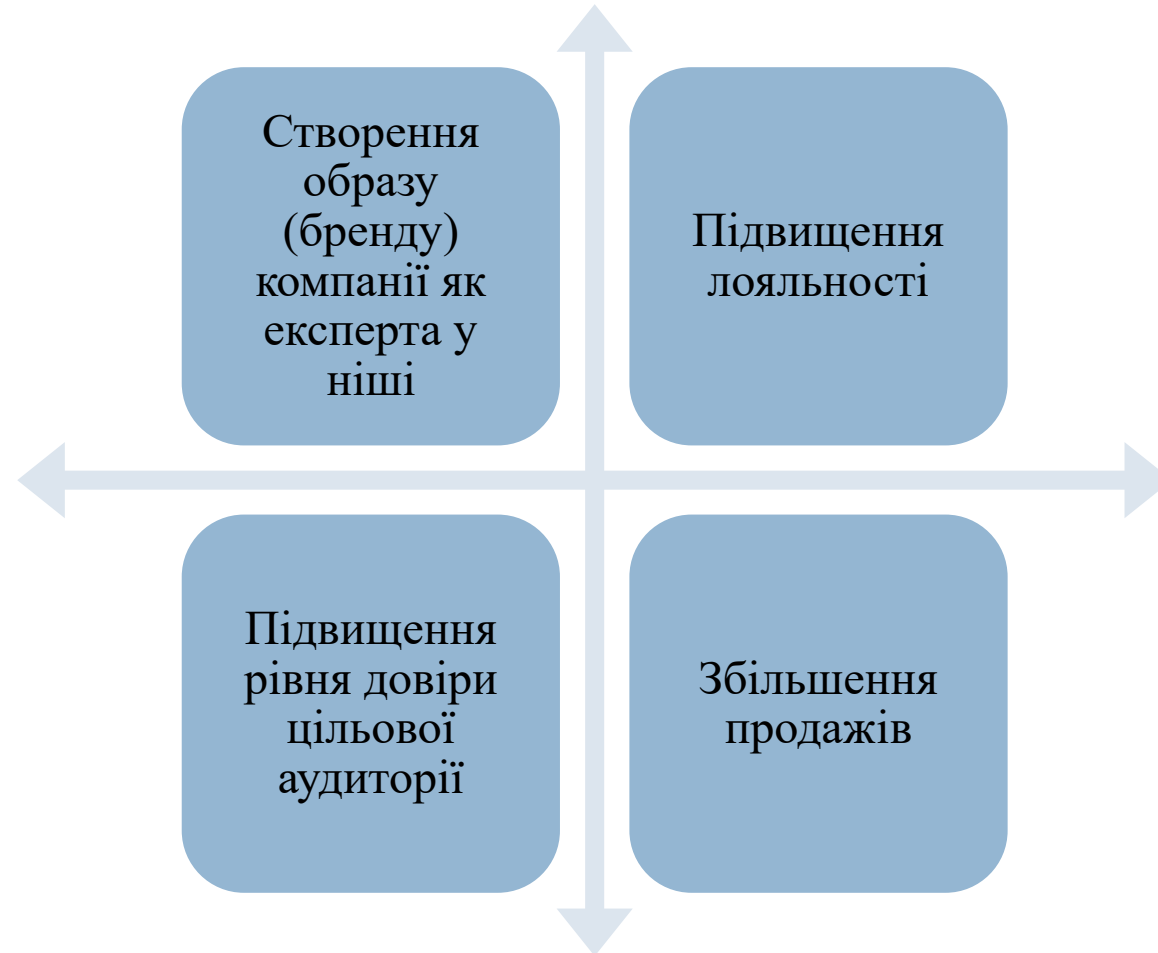 Створення
образу
(бренду)
компанії як
експерта у
ніші
Підвищення
лояльності
Підвищення
рівня довіри
цільової
аудиторії
Збільшення
продажів